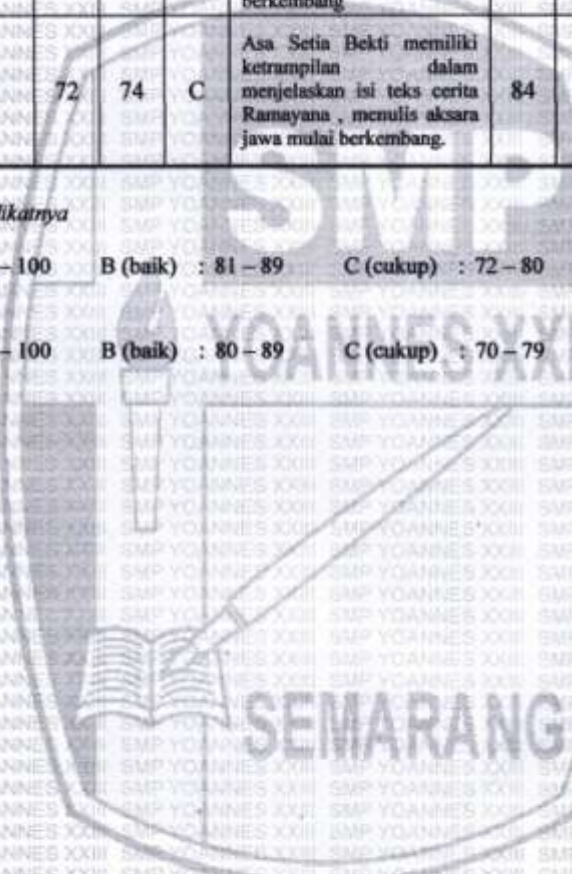 berkembang
72 74 C Asa Setia Bekti memiliki 84
ketrampilan dalam
menjelaskan isi teks cerita
Ramayana , menulis aksara
jawa mulai berkembang.
– 100 B (baik) : 81 – 89 C (cukup) : 72 – 80
– 100 B (baik) : 80 – 89 C (cukup) : 70 – 79
SMP
YOANNES XXIII
SEMARANG